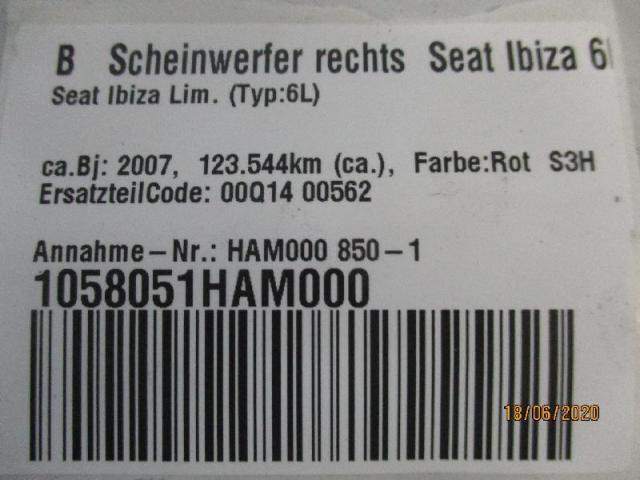 B Scheinwerfer rechts Seat Ibiza 6
Seat Ibiza Lim. (Typ:6L)
ca.Bj: 2007, 123.544km (ca.), Farbe:Rot S3H
ErsatzteilCode: 00Q14 00562
Annahme-Nr.: HAM000 850-1
1058051HAM000
18/06/2020